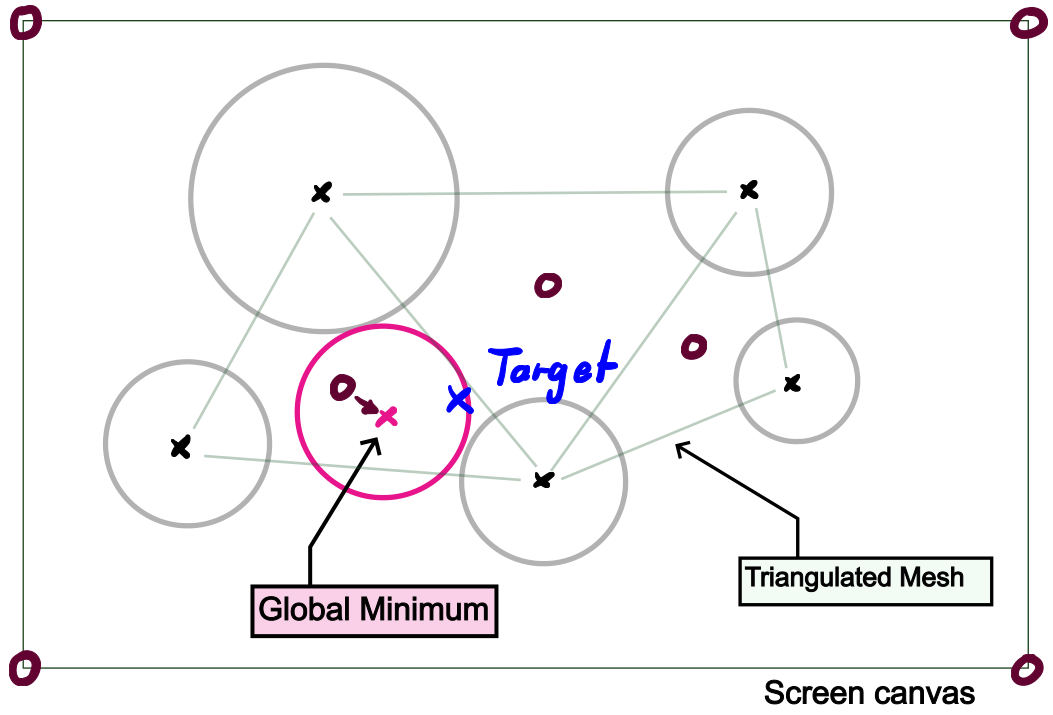 Target
Triangulated Mesh
Global Minimum
Screen canvas